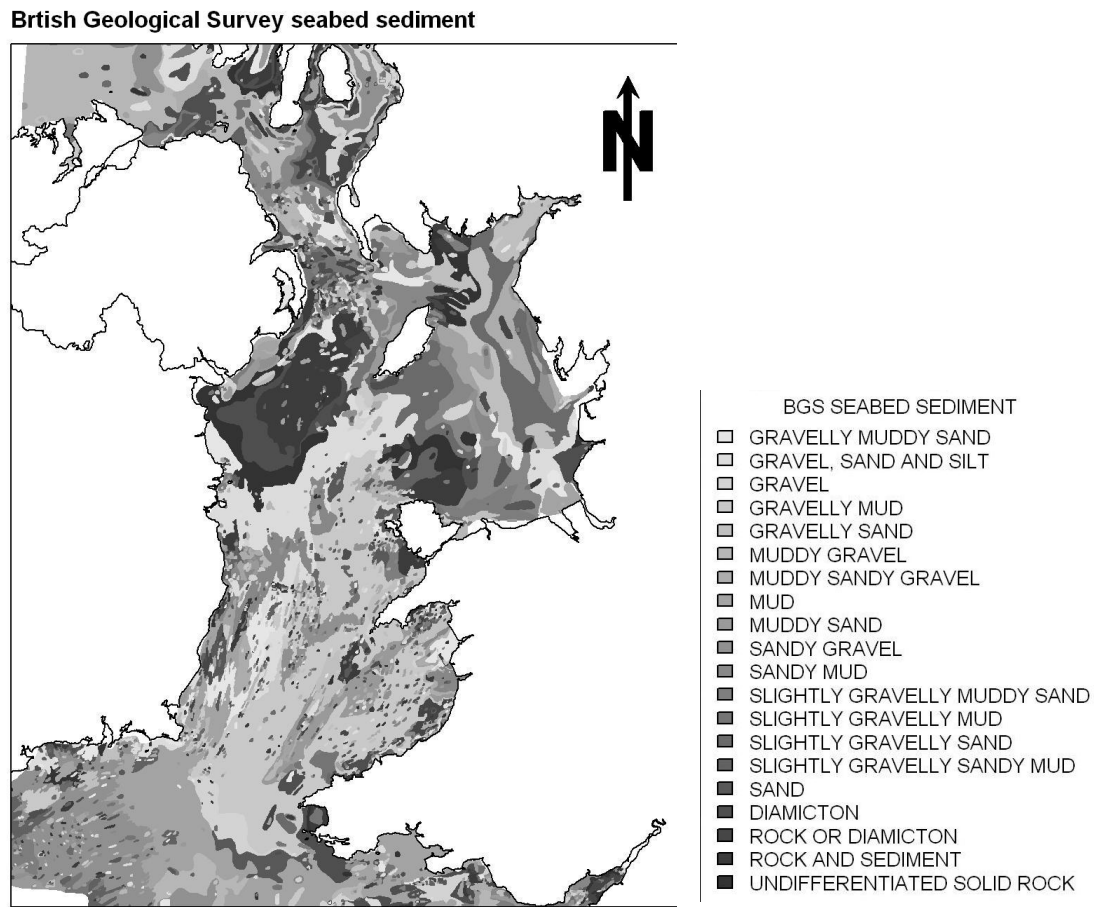 Brtish Geological Survey seabed sediment
N
BGS SEABED SEDIMENT
GRAVELLY MUDDY SAND
GRAVEL, SAND AND SILT
GRAVEL
GRAVELLY MUD
GRAVELLY SAND
MUDDY GRAVEL
MUDDY SANDY GRAVEL
MUD
MUDDY SAND
SANDY GRAVEL
SANDY MUD
SLIGHTLY GRAVELLY MUDDY SAND
SLIGHTLY GRAVELLY MUD
SLIGHTLY GRAVELLY SAND
SLIGHTLY GRAVELLY SANDY MUD
SAND
DIAMICTON
ROCK OR DIAMICTON
ROCK AND SEDIMENT
UNDIFFERENTIATED SOLID ROCK